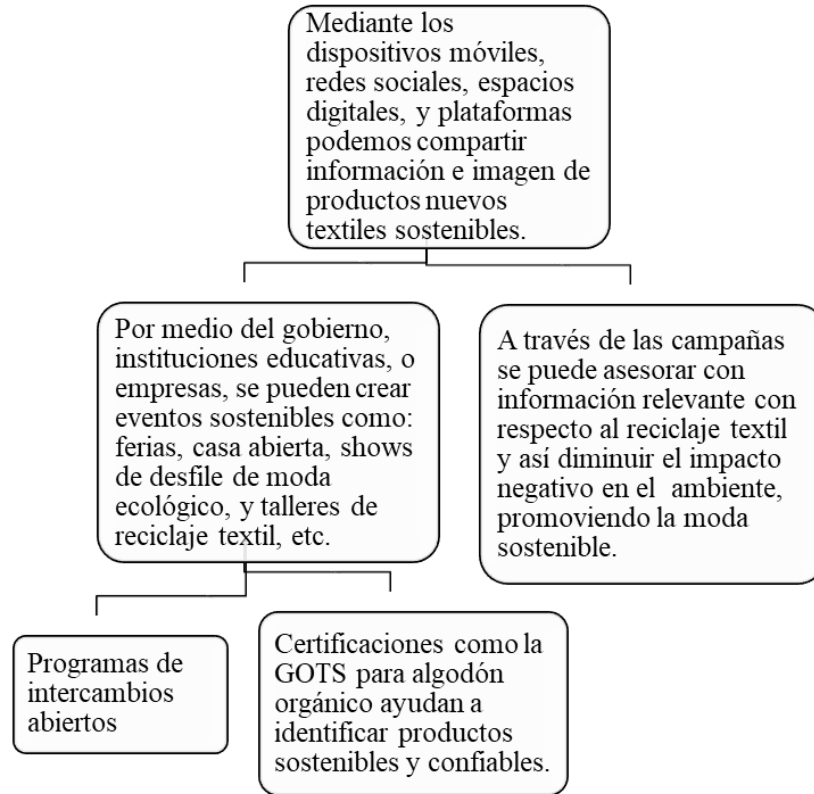 Mediante los
dispositivos móviles,
redes sociales, espacios
digitales, y plataformas
podemos compartir
información e imagen de
productos nuevos
textiles sostenibles.
Por medio del gobierno,
instituciones educativas, o
empresas, se pueden crear
eventos sostenibles como:
ferias, casa abierta, shows
de desfile de moda
ecológico, y talleres de
reciclaje textil, etc.
A través de las campañas
se puede asesorar con
información relevante con
respecto al reciclaje textil
y así diminuir el impacto
negativo en el ambiente,
promoviendo la moda
sostenible.
Programas de
intercambios
abiertos
Certificaciones como la
GOTS para algodón
orgánico ayudan a
identificar productos
sostenibles y confiables.